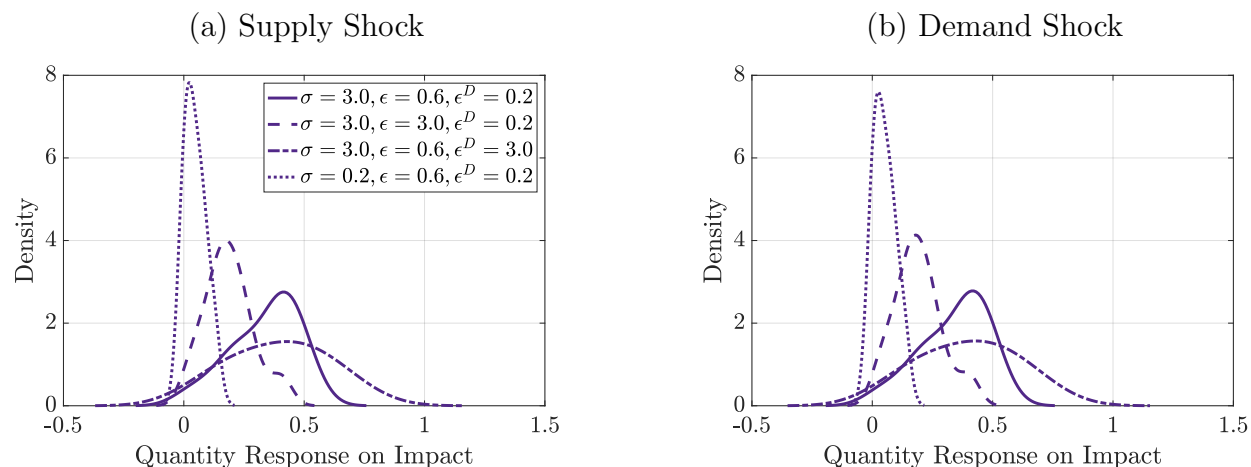 (a) Supply Shock
8
6
4
2
0
Density
-0.5
0
0.5
1
1.5
Quantity Response on Impact
σ = 3.0, ϵ = 0.6, ϵ^D = 0.2
σ = 3.0, ϵ = 3.0, ϵ^D = 0.2
σ = 3.0, ϵ = 0.6, ϵ^D = 3.0
σ = 0.2, ϵ = 0.6, ϵ^D = 0.2
(b) Demand Shock
8
6
4
2
0
Density
-0.5
0
0.5
1
1.5
Quantity Response on Impact